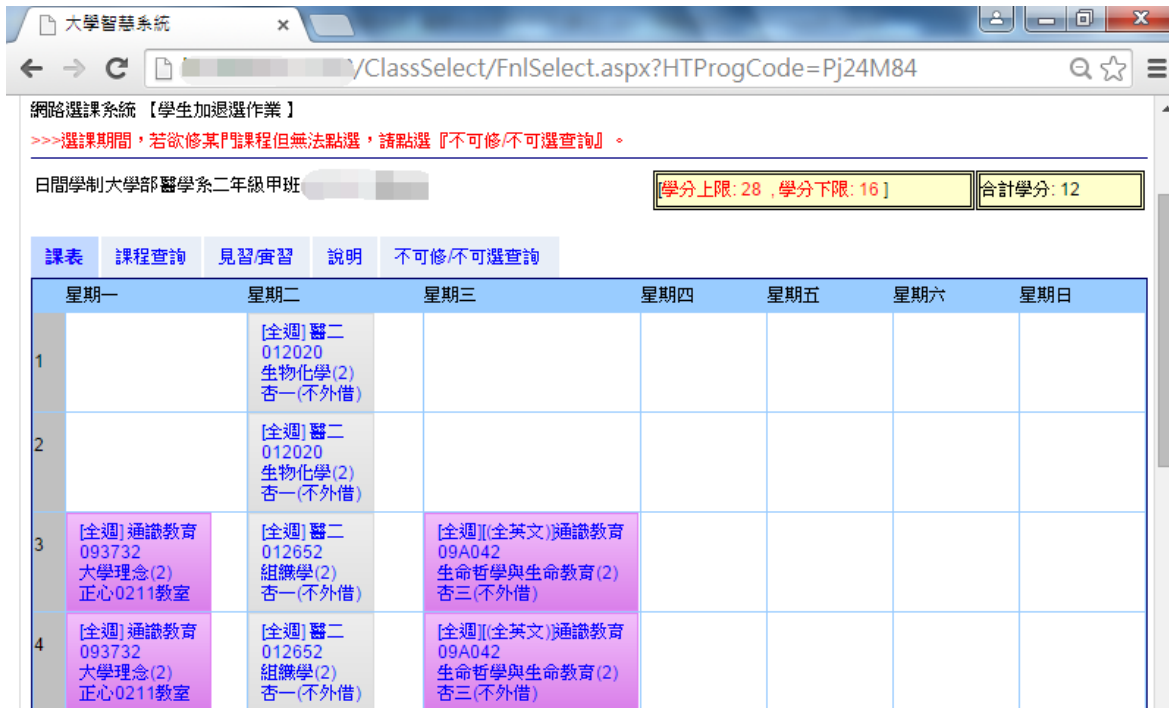 大學智慧系統
/ClassSelect/FnlSelect.aspx?HTProgCode=Pj24M84
網路選課系統 【學生加退選作業 】
>>>選課期間，若欲修某門課程但無法點選，請點選『不可修/不可選查詢』。
日間學制大學部醫學系二年級甲班
[學分上限: 28 , 學分下限: 16 ]
合計學分: 12
課表 課程查詢 見習/實習 說明 不可修/不可選查詢
星期一 星期二 星期三 星期四 星期五 星期六 星期日
1
[全週] 醫二
012020
生物化學(2)
杏一(不外借)
2
[全週] 醫二
012020
生物化學(2)
杏一(不外借)
3
[全週] 通識教育
093732
大學理念(2)
正心0211教室
[全週] 醫二
012652
組織學(2)
杏一(不外借)
[全週][(全英文)]通識教育
09A042
生命哲學與生命教育(2)
杏三(不外借)
4
[全週] 通識教育
093732
大學理念(2)
正心0211教室
[全週] 醫二
012652
組織學(2)
杏一(不外借)
[全週][(全英文)]通識教育
09A042
生命哲學與生命教育(2)
杏三(不外借)